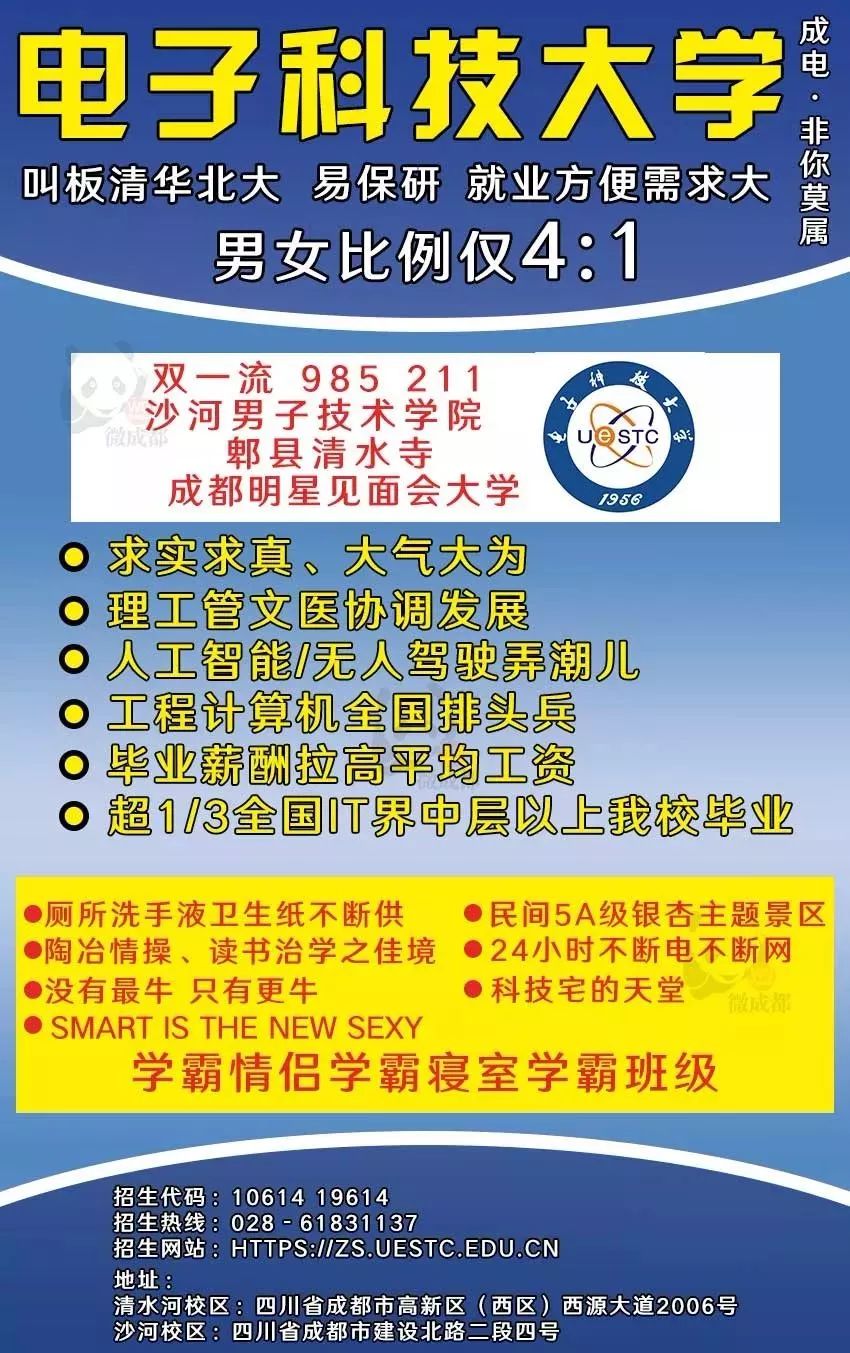 电子科技大学
成电·非你莫属
叫板清华北大 易保研 就业方便需求大
男女比例仅4:1
双一流 985 211
沙河男子技术学院
郫县清水寺
成都明星见面会大学
电子科技大学
UeSTC
1956
微成都
求实求真、大气大为
理工管文医协调发展
人工智能/无人驾驶弄潮儿
工程计算机全国排头兵
毕业薪酬拉高平均工资
微成都
超1/3全国IT界中层以上我校毕业
厕所洗手液卫生纸不断供
民间5A级银杏主题景区
陶冶情操、读书治学之佳境
24小时不断电不断网
没有最牛 只有更牛
科技宅的天堂
微成都
SMART IS THE NEW SEXY
学霸情侣学霸寝室学霸班级
招生代码：10614 19614
招生热线：028-61831137
招生网站：HTTPS://ZS.UESTC.EDU.CN
地址：
清水河校区：四川省成都市高新区（西区）西源大道2006号
沙河校区：四川省成都市建设北路二段四号